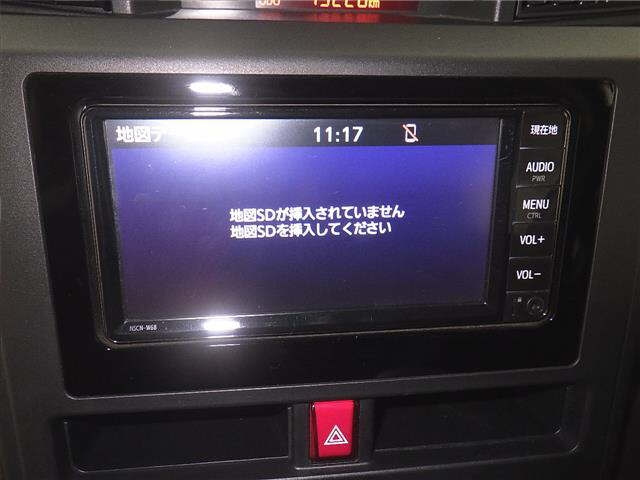 地図デ
11:17
地図SDが挿入されていません
地図SDを挿入してください
現在地
AUDIO
PWR
MENU
CTRL
VOL+
VOL-
NSCN-W68